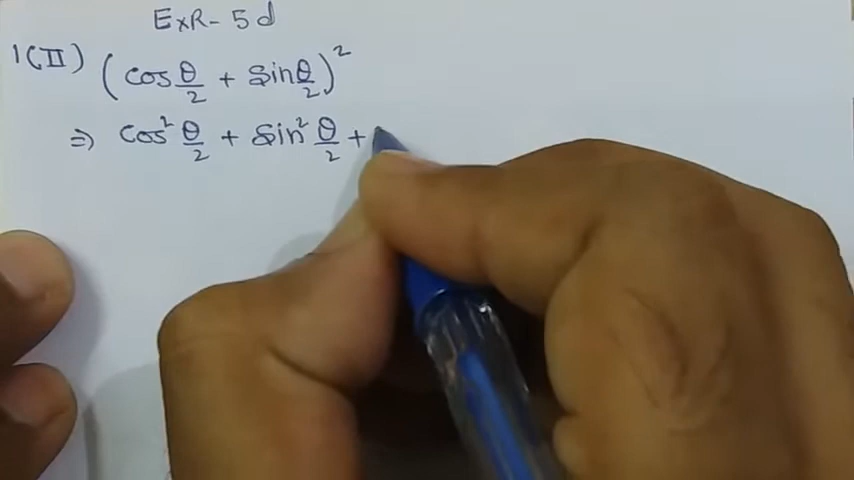 ExR - 5d
1(II) (cos θ/2 + sin θ/2)²
⇒ cos² θ/2 + sin² θ/2 +